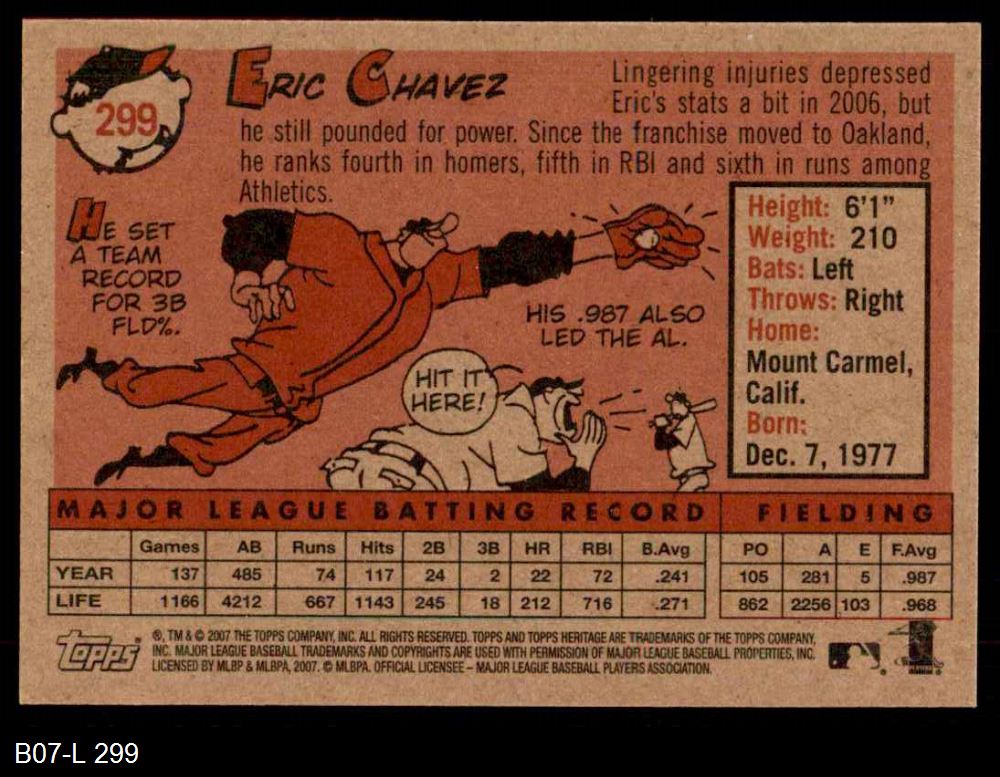 299
ERIC CHAVEZ
Lingering injuries depressed
Eric's stats a bit in 2006, but
he still pounded for power. Since the franchise moved to Oakland,
he ranks fourth in homers, fifth in RBI and sixth in runs among
Athletics.
HE SET
A TEAM
RECORD
FOR 3B
FLD%.
HIS .987 ALSO
LED THE AL.
HIT IT
HERE!
Height: 6'1"
Weight: 210
Bats: Left
Throws: Right
Home:
Mount Carmel,
Calif.
Born:
Dec. 7, 1977
MAJOR LEAGUE BATTING RECORD FIELDING
Games AB Runs Hits 2B 3B HR RBI B.Avg PO A E F.Avg
YEAR 137 485 74 117 24 2 22 72 .241 105 281 5 .987
LIFE 1166 4212 667 1143 245 18 212 716 .271 862 2256 103 .968
Topps
®, TM & © 2007 THE TOPPS COMPANY, INC. ALL RIGHTS RESERVED. TOPPS AND TOPPS HERITAGE ARE TRADEMARKS OF THE TOPPS COMPANY,
INC. MAJOR LEAGUE BASEBALL TRADEMARKS AND COPYRIGHTS ARE USED WITH PERMISSION OF MAJOR LEAGUE BASEBALL PROPERTIES, INC.
LICENSED BY MLBP & MLBPA, 2007. © MLBPA. OFFICIAL LICENSEE – MAJOR LEAGUE BASEBALL PLAYERS ASSOCIATION.
B07-L 299